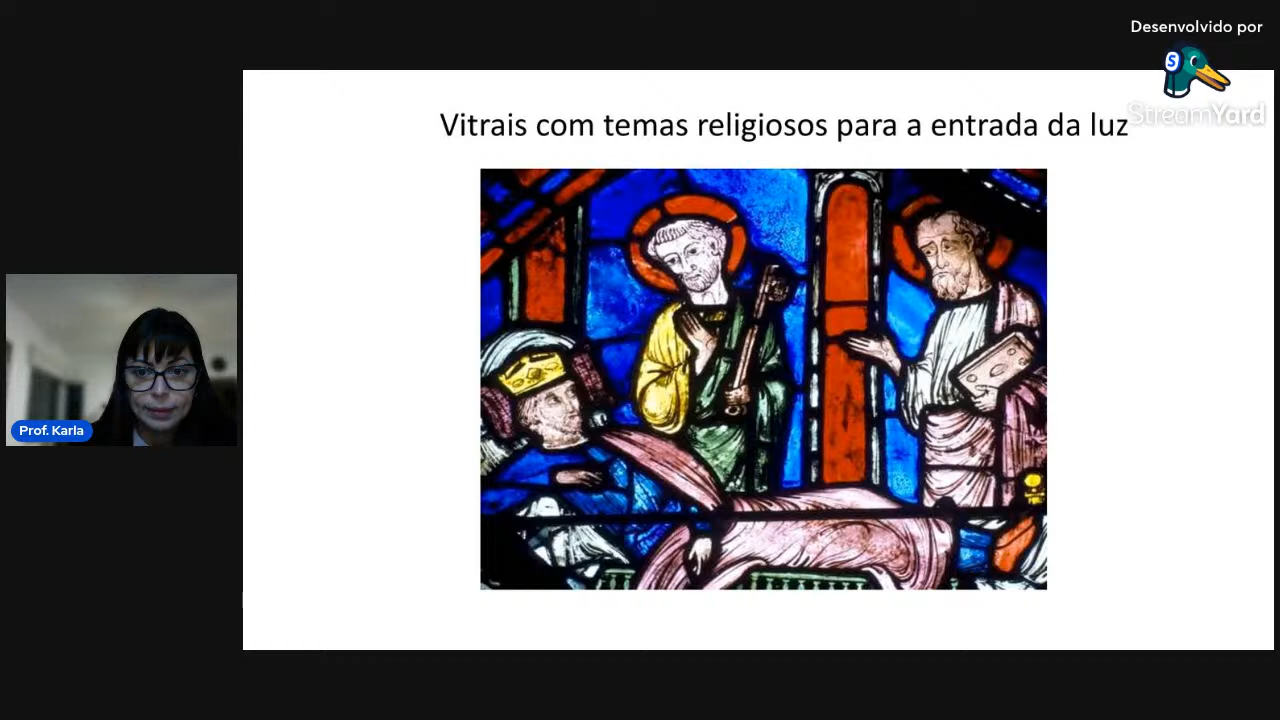 Desenvolvido por
S
StreamYard
Vitrais com temas religiosos para a entrada da luz
Prof. Karla